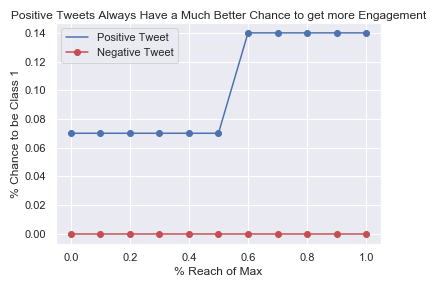 Positive Tweets Always Have a Much Better Chance to get more Engagement
Positive Tweet
Negative Tweet
% Chance to be Class 1
0.14
0.12
0.10
0.08
0.06
0.04
0.02
0.00
0.0 0.2 0.4 0.6 0.8 1.0
% Reach of Max